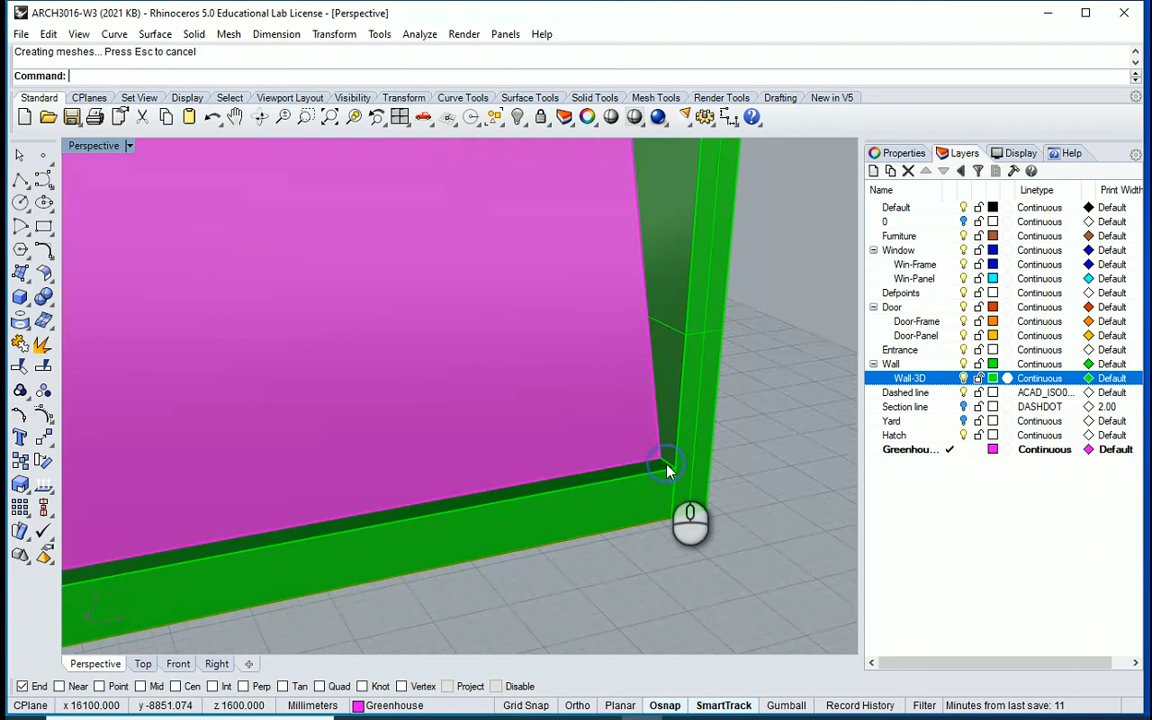 ARCH3016-W3 (2021 KB) - Rhinoceros 5.0 Educational Lab License - [Perspective]
File Edit View Curve Surface Solid Mesh Dimension Transform Tools Analyze Render Panels Help
Creating meshes... Press Esc to cancel
Command:
Standard CPlanes Set View Display Select Viewport Layout Visibility Transform Curve Tools Surface Tools Solid Tools Mesh Tools Render Tools Drafting New in V5
Perspective
Properties Layers Display Help
Name Linetype Print Width
Default Continuous Default
0 Continuous Default
Furniture Continuous Default
Window Continuous Default
Win-Frame Continuous Default
Win-Panel Continuous Default
Defpoints Continuous Default
Door Continuous Default
Door-Frame Continuous Default
Door-Panel Continuous Default
Entrance Continuous Default
Wall Continuous Default
Wall-3D Continuous Default
Dashed line ACAD_ISO0... Default
Section line DASHDOT 2.00
Yard Continuous Default
Hatch Continuous Default
Greenhou... Continuous Default
Perspective Top Front Right
End Near Point Mid Cen Int Perp Tan Quad Knot Vertex Project Disable
CPlane x 16100.000 y -8851.074 z 1600.000 Millimeters Greenhouse Grid Snap Ortho Planar Osnap SmartTrack Gumball Record History Filter Minutes from last save: 11